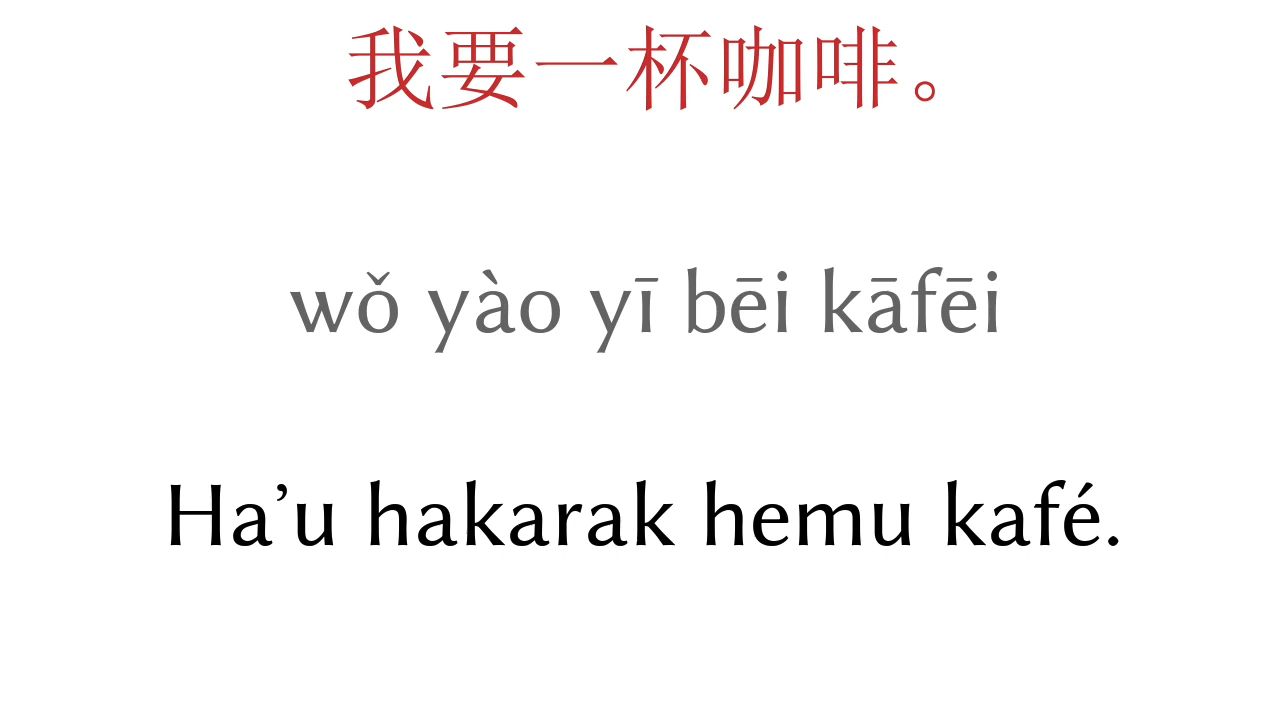 我要一杯咖啡。
wǒ yào yī bēi kāfēi
Ha’u hakarak hemu kafé.